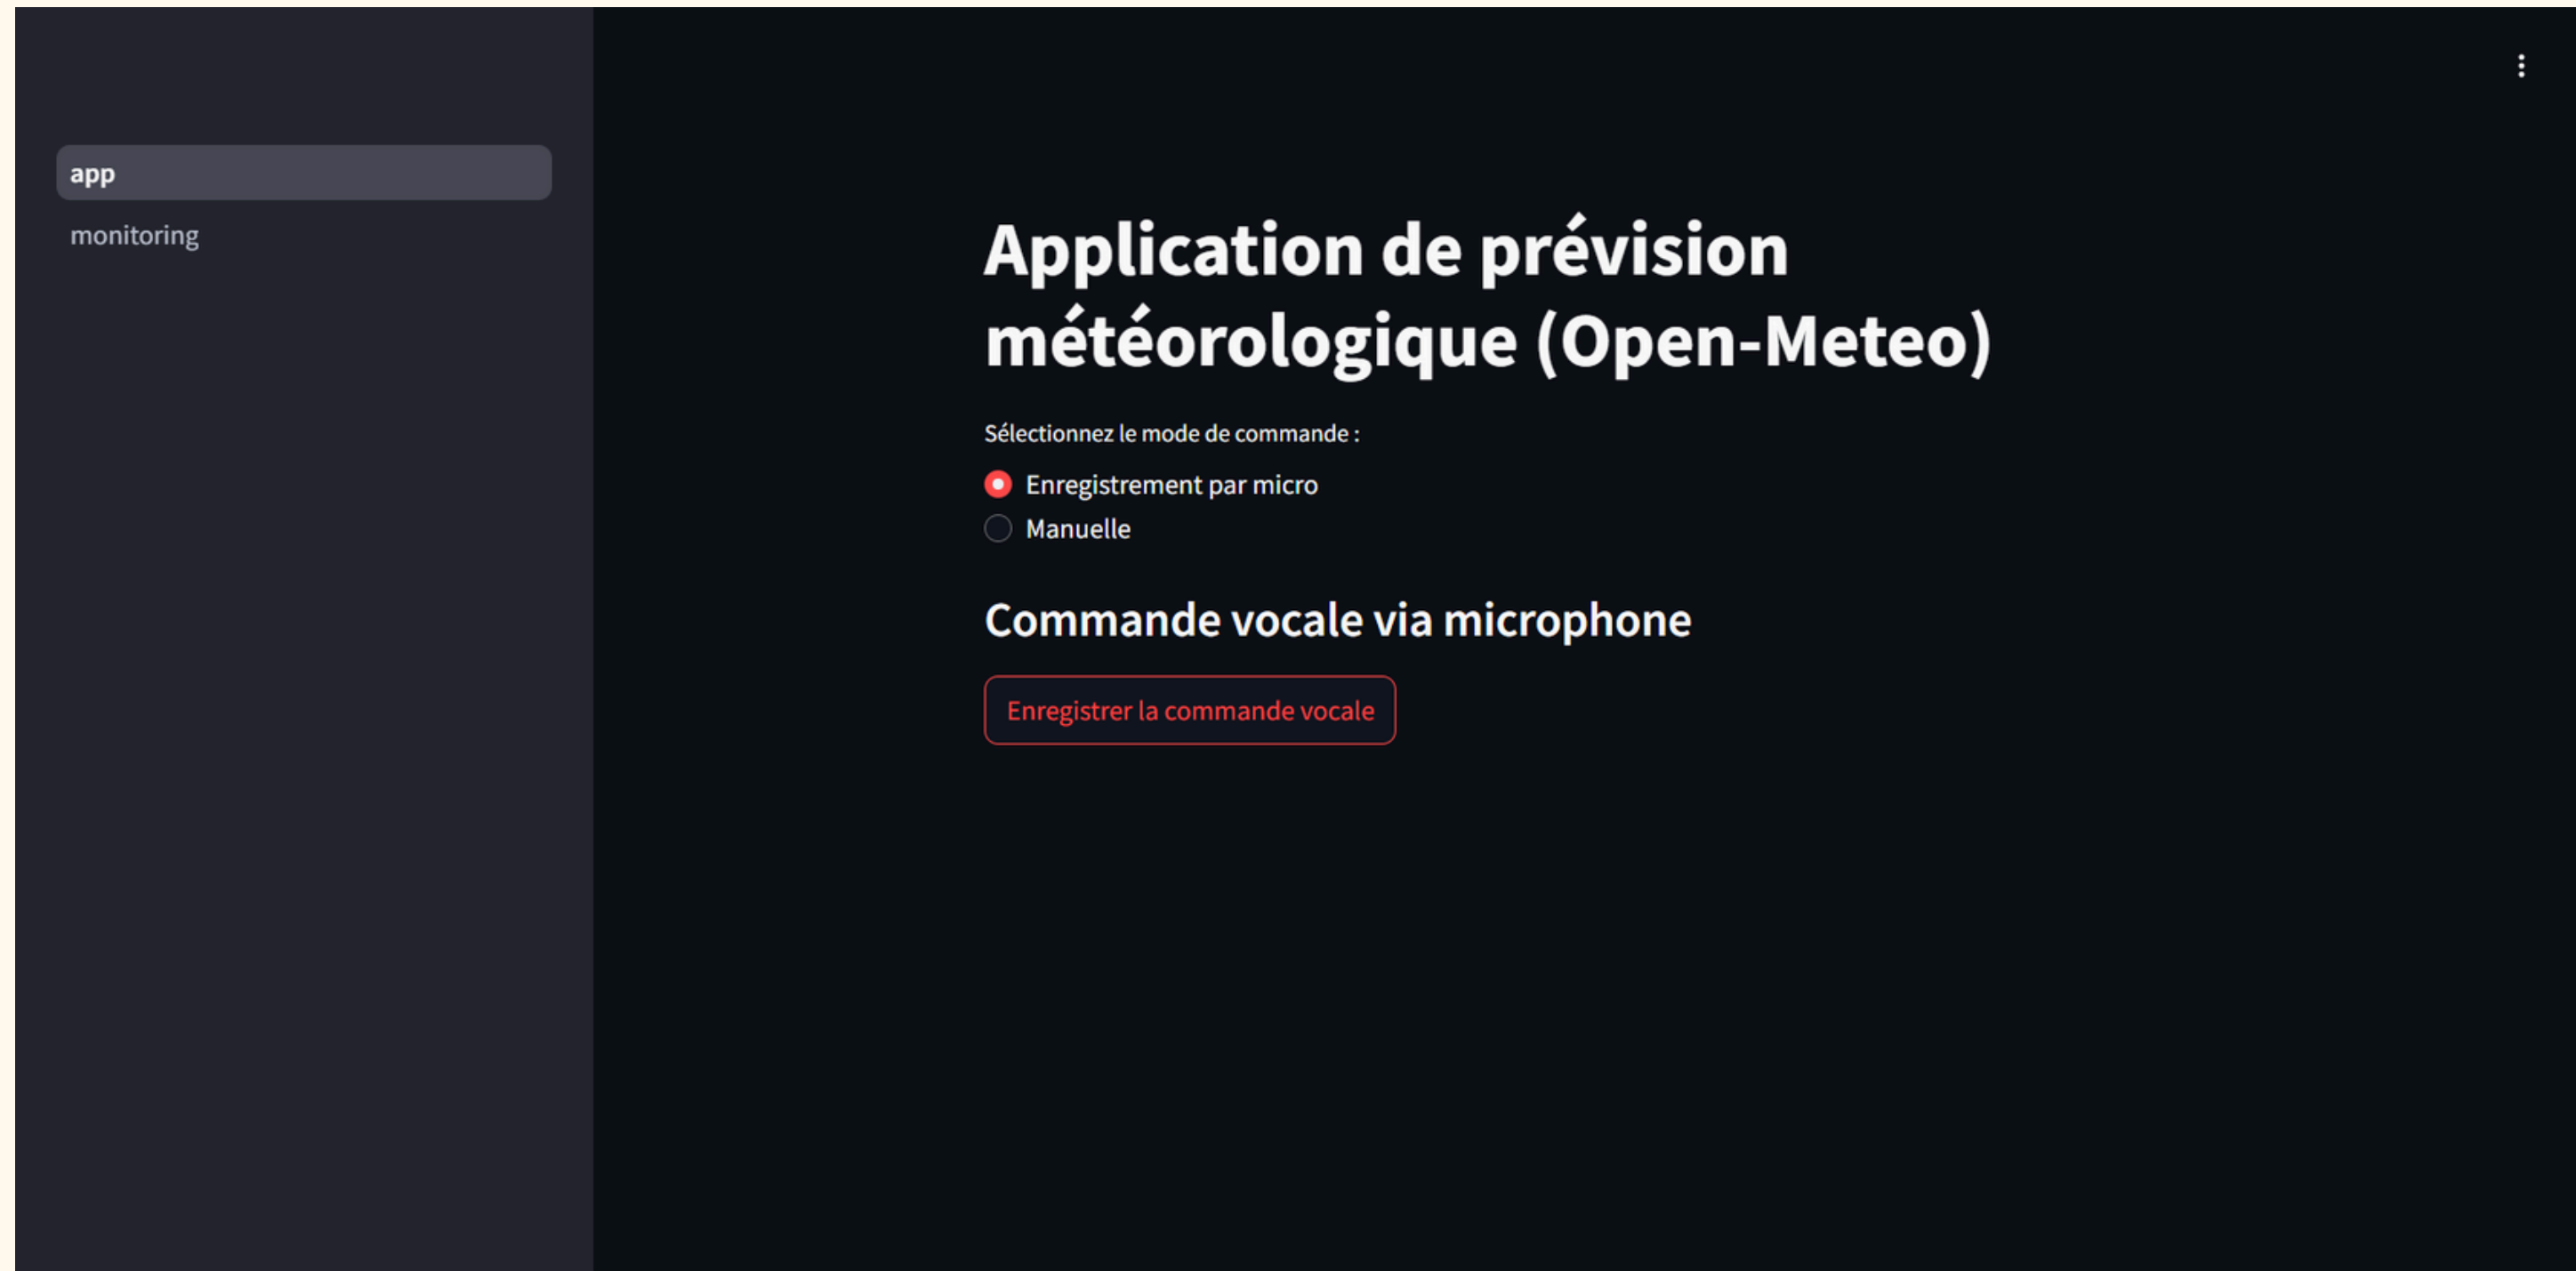 app
monitoring
Application de prévision
météorologique (Open-Meteo)
Sélectionnez le mode de commande :
Enregistrement par micro
Manuelle
Commande vocale via microphone
Enregistrer la commande vocale